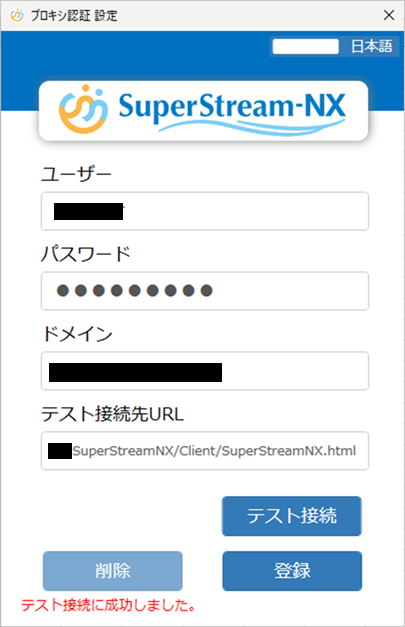 プロキシ認証 設定
日本語
SuperStream-NX
ユーザー
パスワード
●●●●●●●●●
ドメイン
テスト接続先URL
SuperStreamNX/Client/SuperStreamNX.html
テスト接続
削除
登録
テスト接続に成功しました。